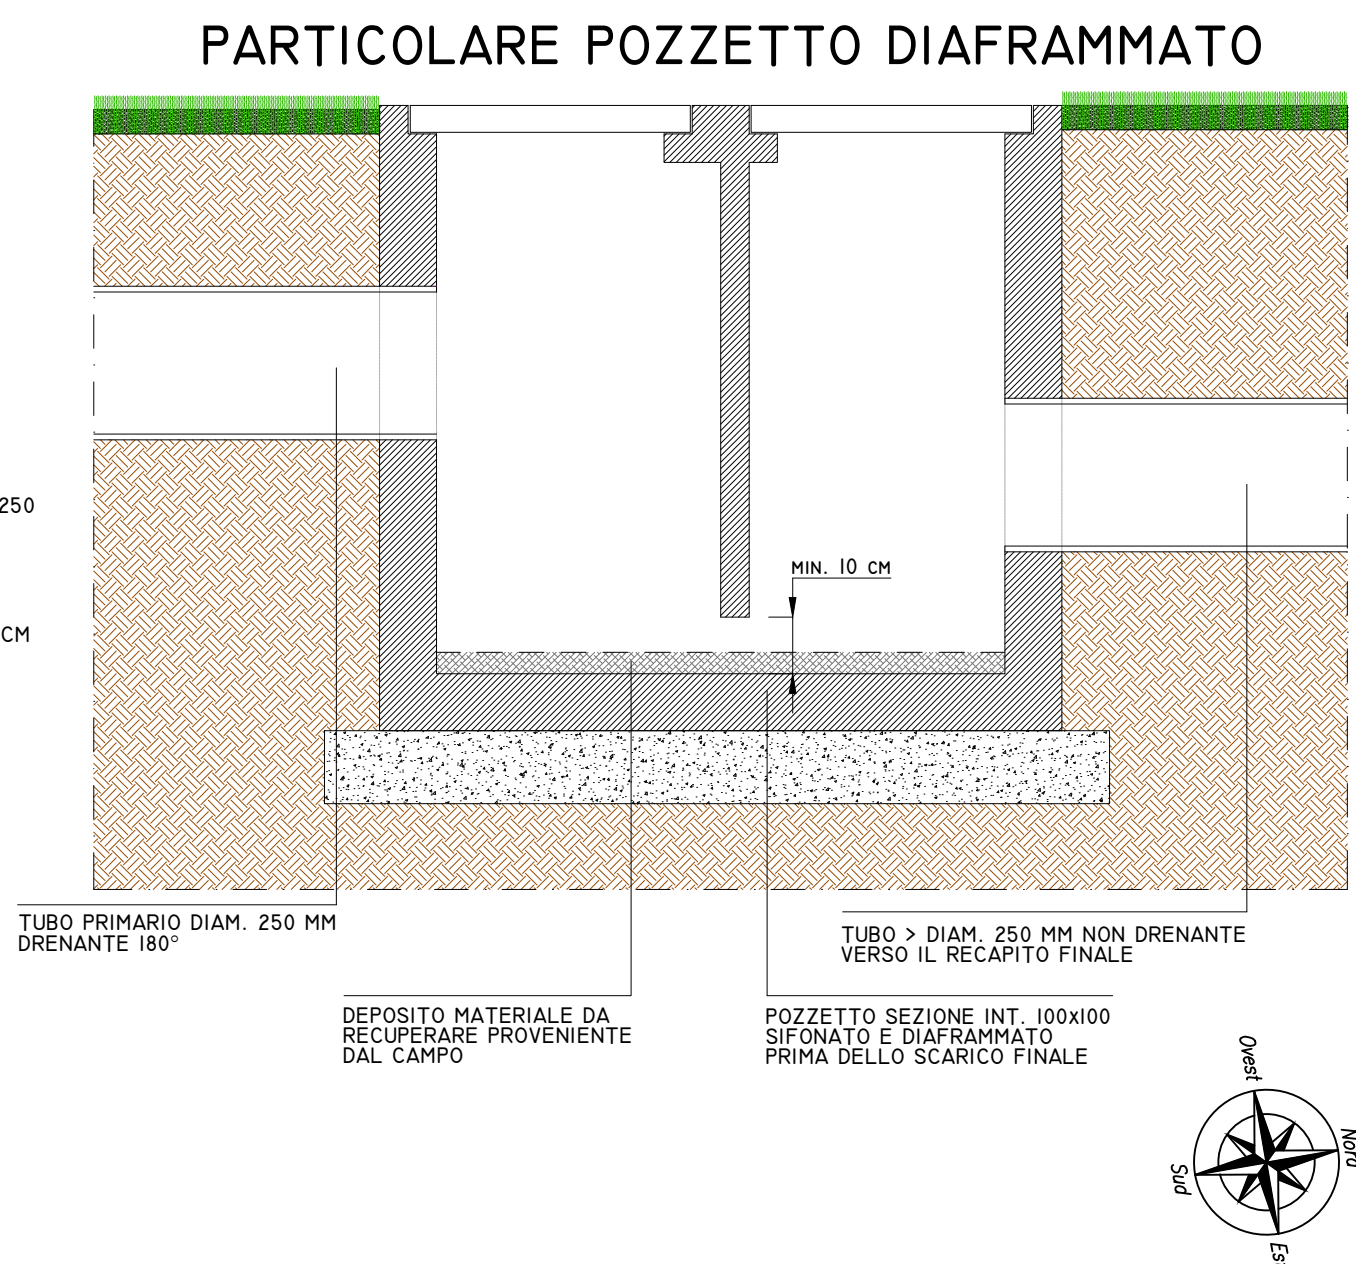 PARTICOLARE POZZETTO DIAFRAMMATO
250
CM
MIN. 10 CM
TUBO PRIMARIO DIAM. 250 MM
DRENANTE 180°
TUBO > DIAM. 250 MM NON DRENANTE
VERSO IL RECAPITO FINALE
DEPOSITO MATERIALE DA
RECUPERARE PROVENIENTE
DAL CAMPO
POZZETTO SEZIONE INT. 100x100
SIFONATO E DIAFRAMMATO
PRIMA DELLO SCARICO FINALE
Ovest
Nord
Sud
Es